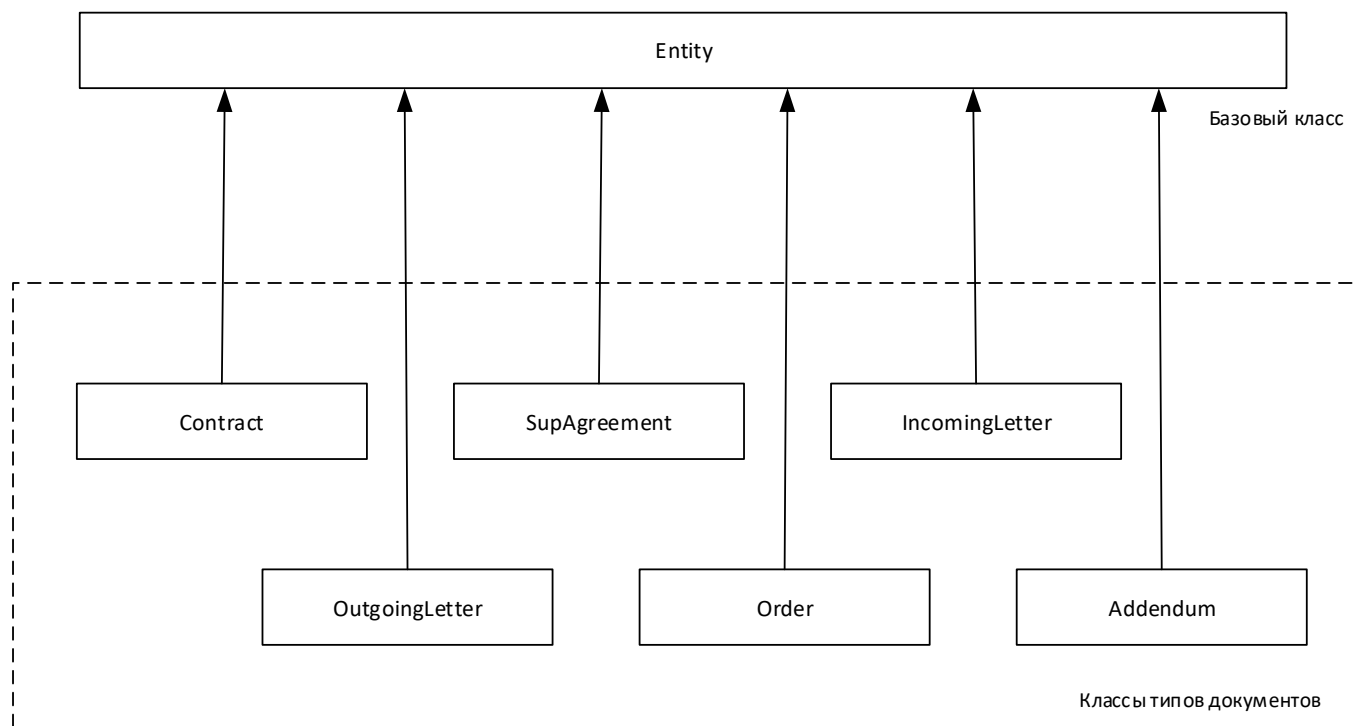 Entity
Базовый класс
Contract
SupAgreement
IncomingLetter
OutgoingLetter
Order
Addendum
Классы типов документов